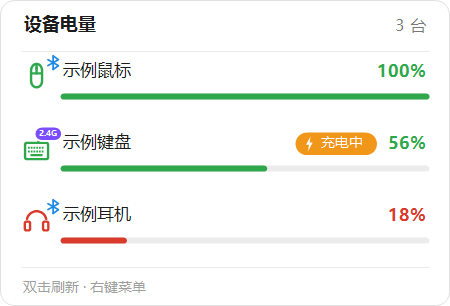 设备电量 3 台
示例鼠标 100%
2.4G
示例键盘 充电中 56%
示例耳机 18%
双击刷新 · 右键菜单